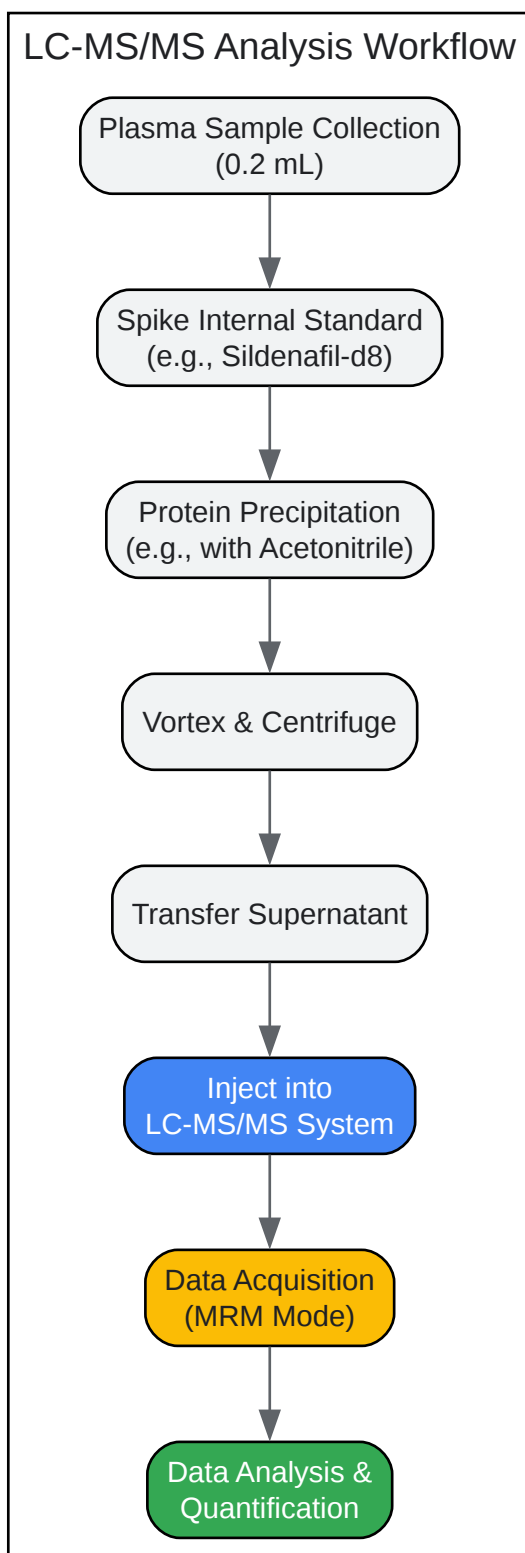 LC-MS/MS Analysis Workflow
Plasma Sample Collection
(0.2 mL)
Spike Internal Standard
(e.g., Sildenafil-d8)
Protein Precipitation
(e.g., with Acetonitrile)
Vortex & Centrifuge
Transfer Supernatant
Inject into
LC-MS/MS System
Data Acquisition
(MRM Mode)
Data Analysis &
Quantification